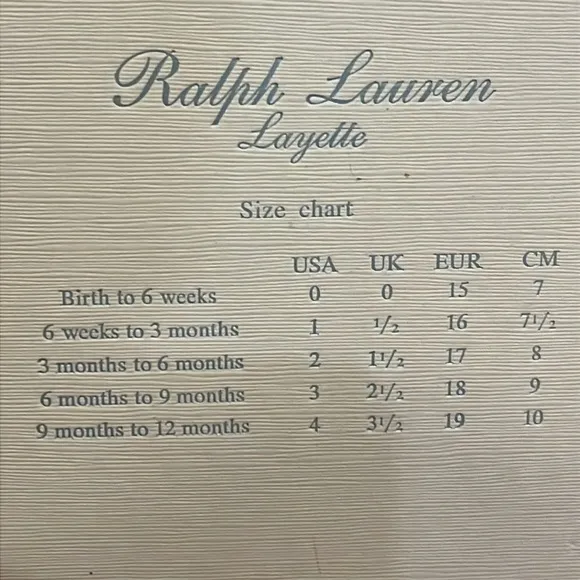 Ralph Lauren
Layette
Size chart
USA UK EUR CM
Birth to 6 weeks 0 0 15 7
6 weeks to 3 months 1 1/2 16 7 1/2
3 months to 6 months 2 1 1/2 17 8
6 months to 9 months 3 2 1/2 18 9
9 months to 12 months 4 3 1/2 19 10